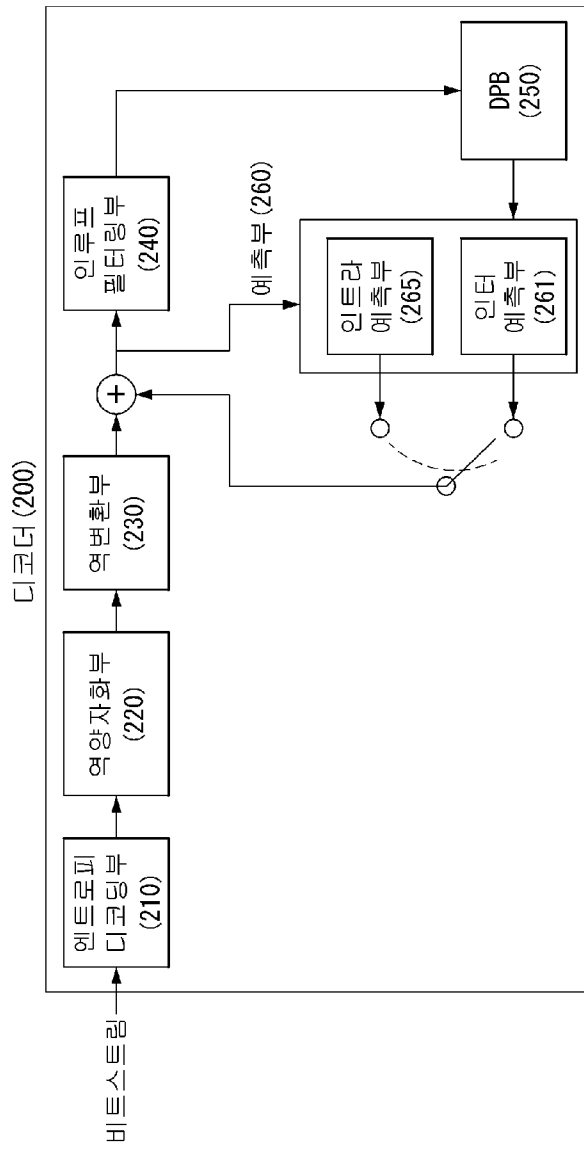 디코더(200)
비트스트림
엔트로피
디코딩부
(210)
역양자화부
(220)
역변환부
(230)
+
인루프
필터링부
(240)
예측부(260)
인트라
예측부
(265)
인터
예측부
(261)
DPB
(250)